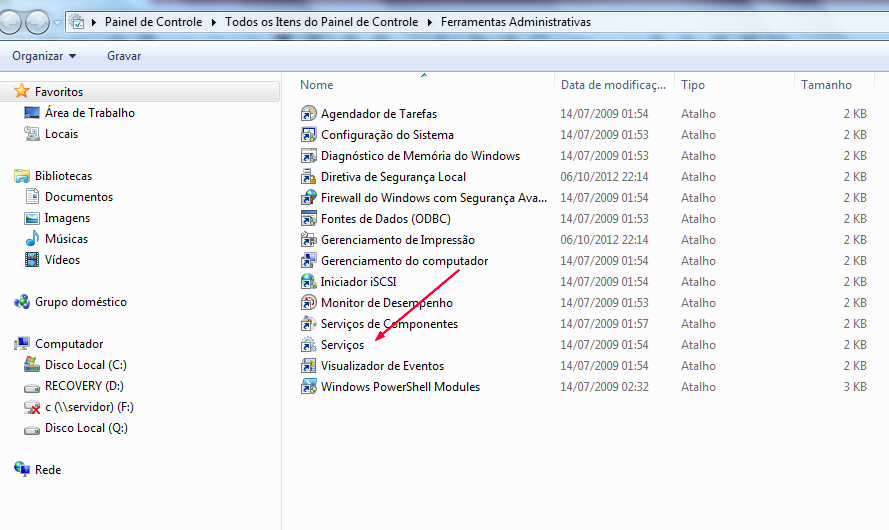 Painel de Controle Todos os Itens do Painel de Controle Ferramentas Administrativas
Organizar Gravar
Favoritos
Área de Trabalho
Locais
Bibliotecas
Documentos
Imagens
Músicas
Vídeos
Grupo doméstico
Computador
Disco Local (C:)
RECOVERY (D:)
c (\\servidor) (F:)
Disco Local (Q:)
Rede
Nome Data de modificaç... Tipo Tamanho
Agendador de Tarefas 14/07/2009 01:54 Atalho 2 KB
Configuração do Sistema 14/07/2009 01:53 Atalho 2 KB
Diagnóstico de Memória do Windows 14/07/2009 01:53 Atalho 2 KB
Diretiva de Segurança Local 06/10/2012 22:14 Atalho 2 KB
Firewall do Windows com Segurança Ava... 14/07/2009 01:54 Atalho 2 KB
Fontes de Dados (ODBC) 14/07/2009 01:53 Atalho 2 KB
Gerenciamento de Impressão 06/10/2012 22:14 Atalho 2 KB
Gerenciamento do computador 14/07/2009 01:54 Atalho 2 KB
Iniciador iSCSI 14/07/2009 01:54 Atalho 2 KB
Monitor de Desempenho 14/07/2009 01:53 Atalho 2 KB
Serviços de Componentes 14/07/2009 01:57 Atalho 2 KB
Serviços 14/07/2009 01:54 Atalho 2 KB
Visualizador de Eventos 14/07/2009 01:54 Atalho 2 KB
Windows PowerShell Modules 14/07/2009 02:32 Atalho 3 KB